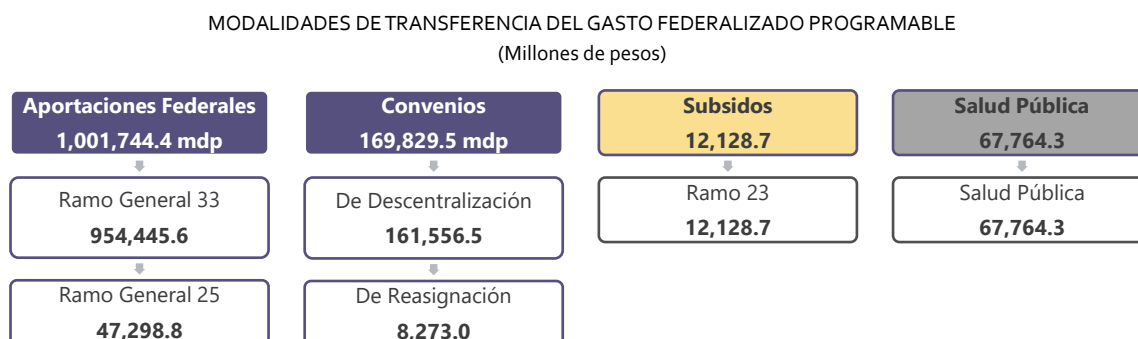 MODALIDADES DE TRANSFERENCIA DEL GASTO FEDERALIZADO PROGRAMABLE
(Millones de pesos)
Aportaciones Federales
1,001,744.4 mdp
Ramo General 33
954,445.6
Ramo General 25
47,298.8
Convenios
169,829.5 mdp
De Descentralización
161,556.5
De Reasignación
8,273.0
Subsidos
12,128.7
Ramo 23
12,128.7
Salud Pública
67,764.3
Salud Pública
67,764.3